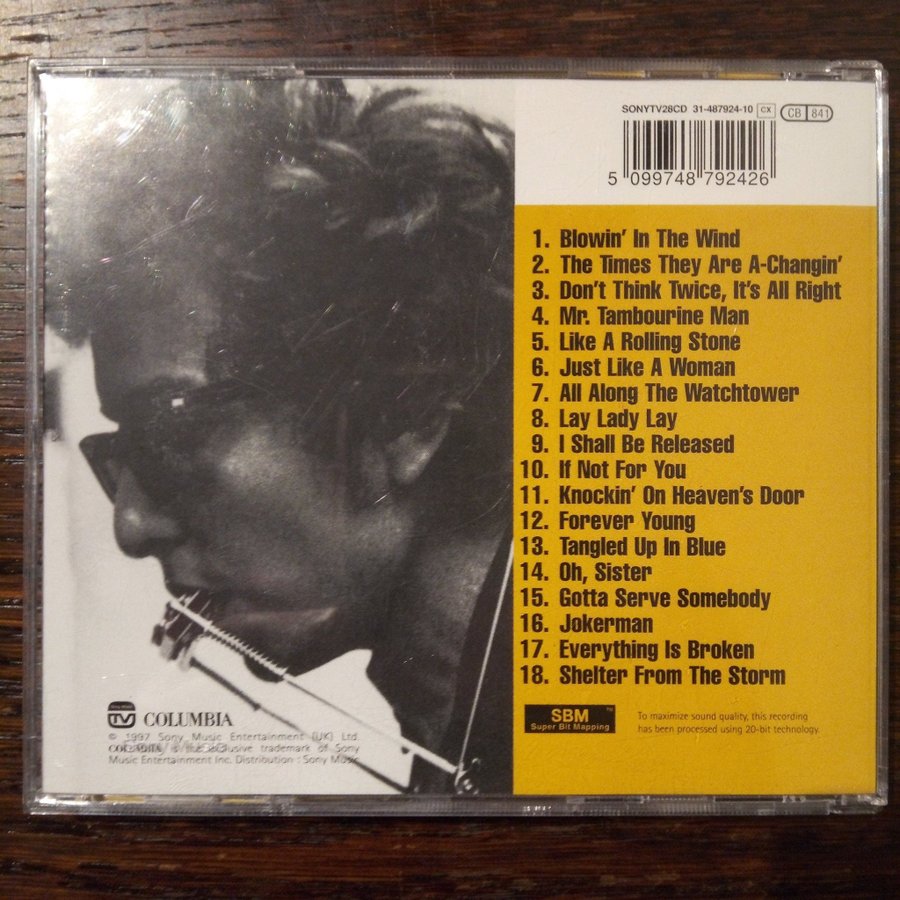 SONYTV28CD 31-487924-10 CX CB 841
5 099748 792426
1. Blowin' In The Wind
2. The Times They Are A-Changin'
3. Don't Think Twice, It's All Right
4. Mr. Tambourine Man
5. Like A Rolling Stone
6. Just Like A Woman
7. All Along The Watchtower
8. Lay Lady Lay
9. I Shall Be Released
10. If Not For You
11. Knockin' On Heaven's Door
12. Forever Young
13. Tangled Up In Blue
14. Oh, Sister
15. Gotta Serve Somebody
16. Jokerman
17. Everything Is Broken
18. Shelter From The Storm
SBM TM
Super Bit Mapping
To maximize sound quality, this recording
has been processed using 20-bit technology.
TV COLUMBIA
© 1997 Sony Music Entertainment (UK) Ltd.
exclusive trademark of Sony
Music Entertainment Inc. Distribution : Sony Music